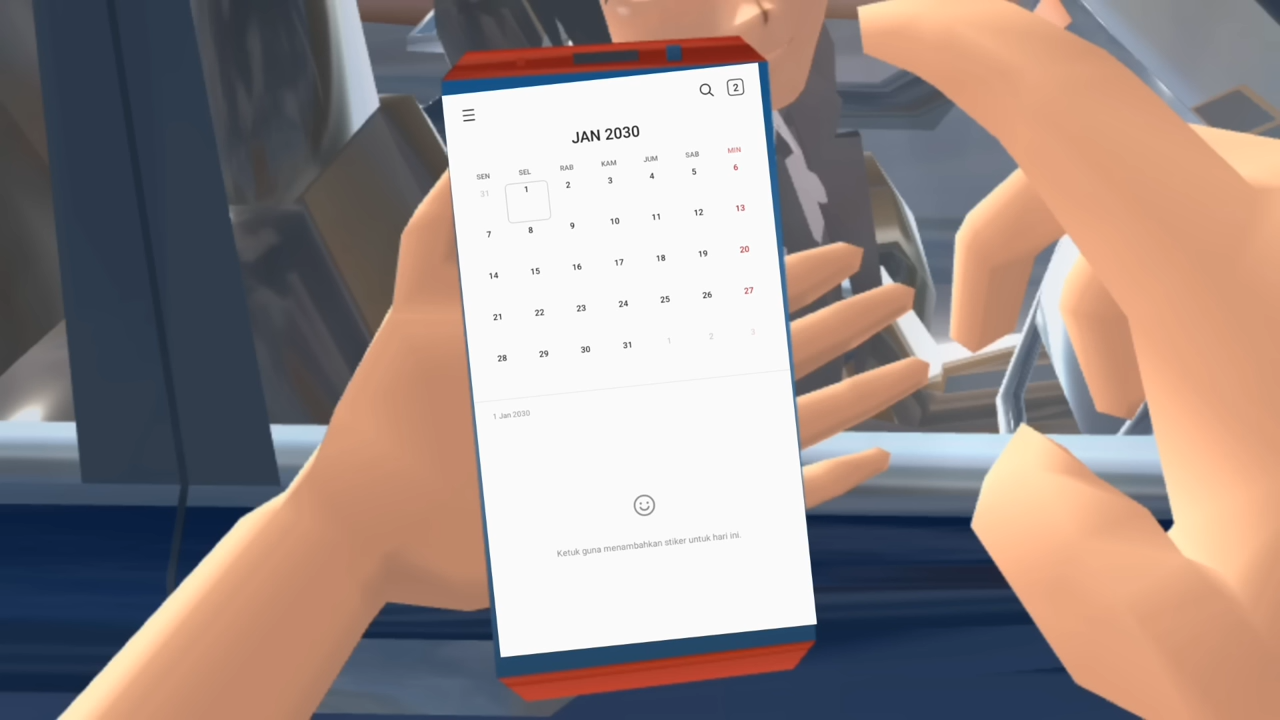 2
JAN 2030
SEN SEL RAB KAM JUM SAB MIN
31 1 2 3 4 5 6
7 8 9 10 11 12 13
14 15 16 17 18 19 20
21 22 23 24 25 26 27
28 29 30 31 1 2 3
1 Jan 2030
Ketuk guna menambahkan stiker untuk hari ini.